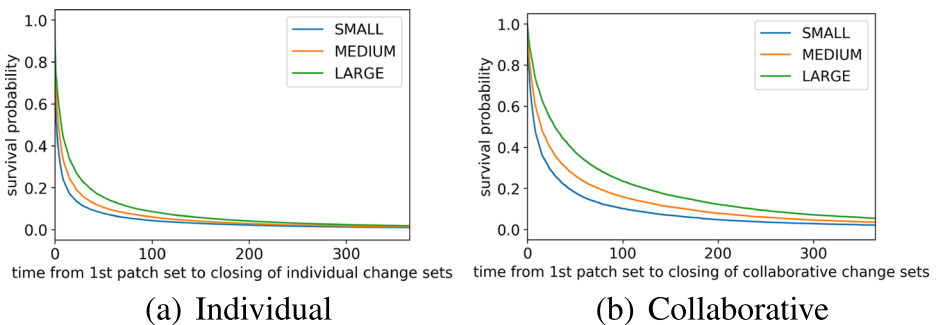 1.0
0.8
0.6
0.4
0.2
0.0
survival probability
SMALL
MEDIUM
LARGE
0
100
200
300
time from 1st patch set to closing of individual change sets
(a) Individual
1.0
0.8
0.6
0.4
0.2
0.0
survival probability
SMALL
MEDIUM
LARGE
0
100
200
300
time from 1st patch set to closing of collaborative change sets
(b) Collaborative